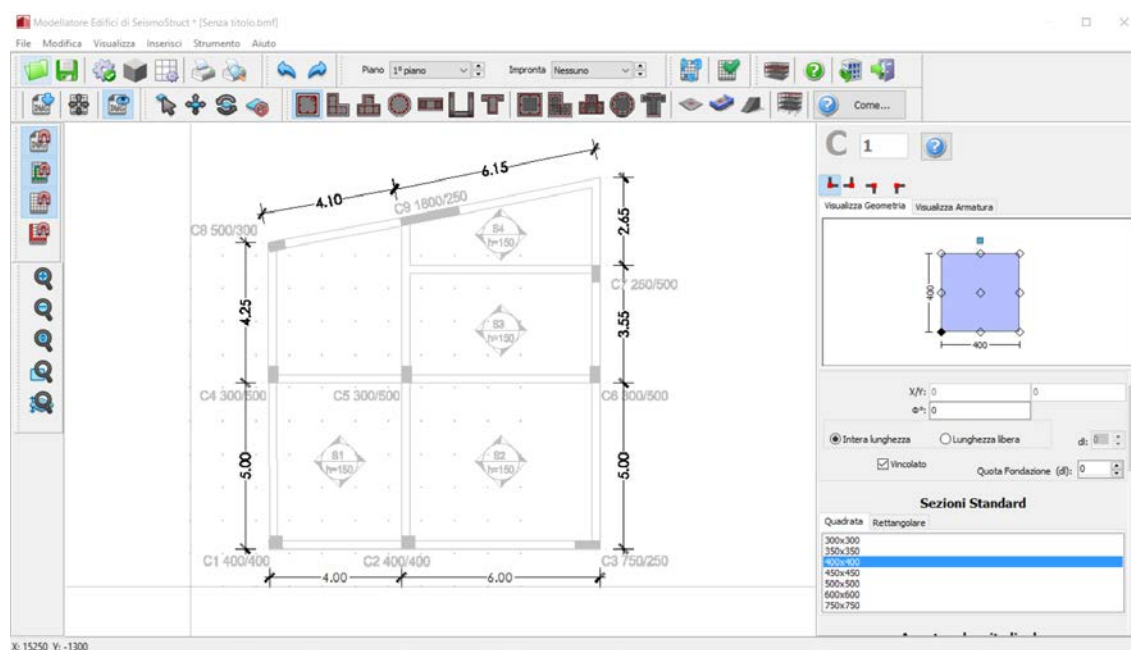 Modellatore Edifici di SeismoStruct * [Senza titolo.bmf]
File Modifica Visualizza Inserisci Strumento Aiuto
Piano 1° piano Impronta Nessuno
Come...
C 1
Visualizza Geometria Visualizza Armatura
400
400
X/Y: 0 0
Φ°: 0
Intera lunghezza Lunghezza libera dl: 0
Vincolato Quota Fondazione (dl): 0
Sezioni Standard
Quadrata Rettangolare
300x300
350x350
400x400
450x450
500x500
600x600
750x750
4.10 6.15
C9 1800/250
C8 500/300
S4
h=150
2.65
C7 250/500
4.25
S3
h=150
3.55
C4 300/500 C5 300/500 C6 300/500
S1
h=150
S2
h=150
5.00 5.00
C1 400/400 C2 400/400 C3 750/250
4.00 6.00
X: 15250 Y: -1300